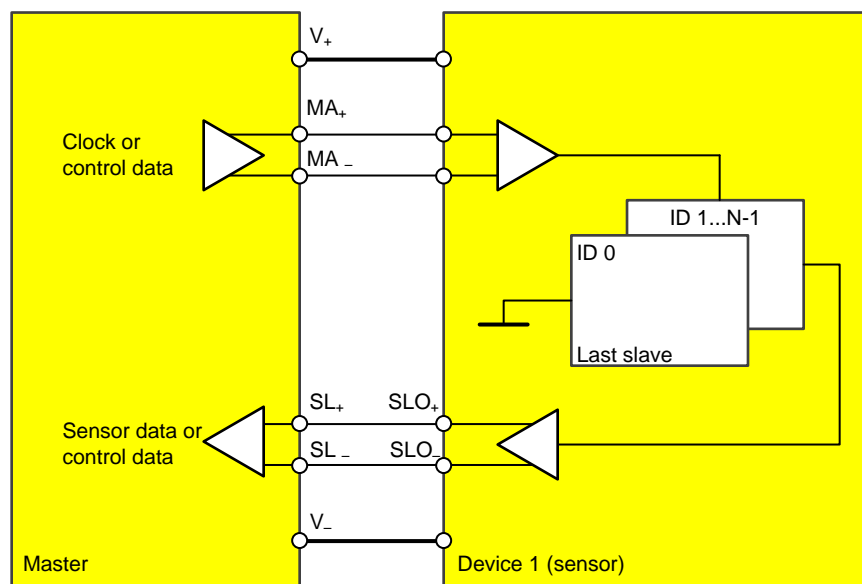 V+
MA+
Clock or
control data
MA –
ID 1...N-1
ID 0
Last slave
SL+
SLO+
Sensor data or
control data
SL –
SLO–
V–
Master
Device 1 (sensor)